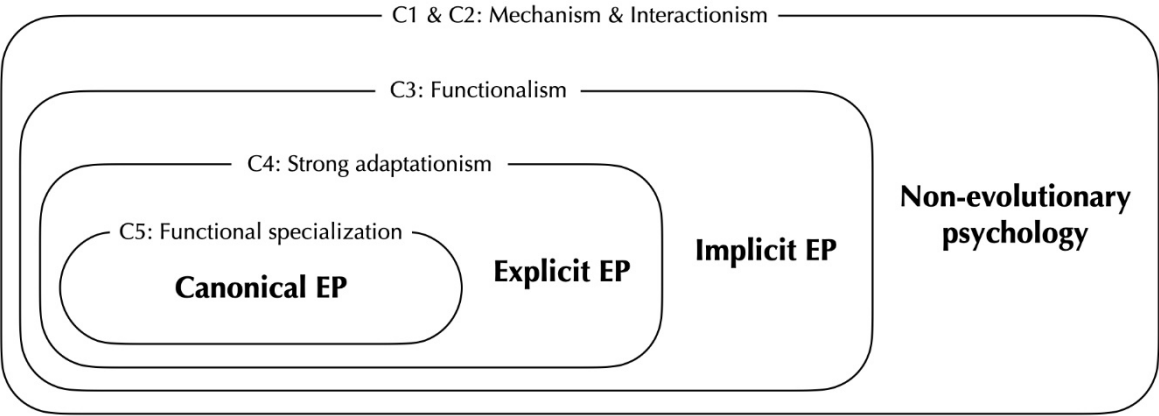 C1 & C2: Mechanism & Interactionism
C3: Functionalism
C4: Strong adaptationism
C5: Functional specialization
Canonical EP
Explicit EP
Implicit EP
Non-evolutionary
psychology